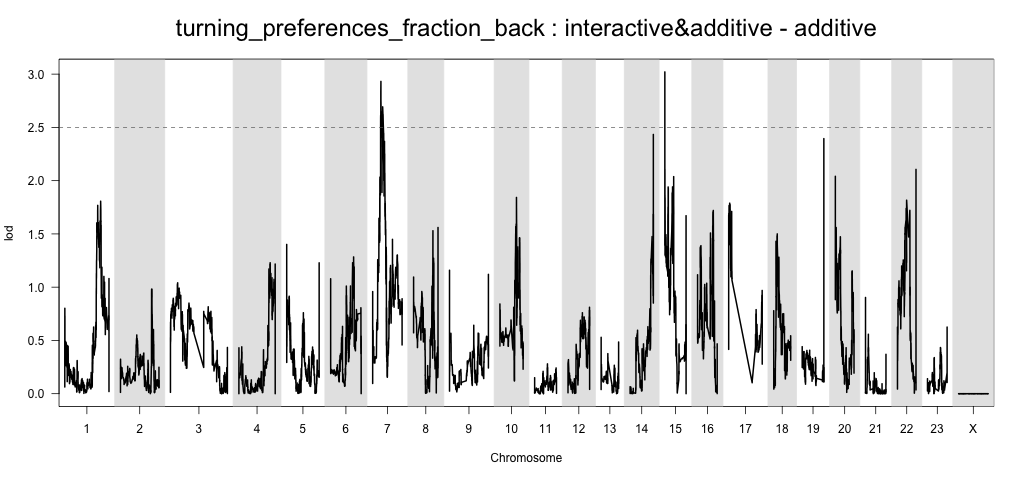 turning_preferences_fraction_back : interactive&additive - additive
3.0
2.5
2.0
1.5
1.0
0.5
0.0
lod
1 2 3 4 5 6 7 8 9 10 11 12 13 14 15 16 17 18 19 20 21 22 23 X
Chromosome